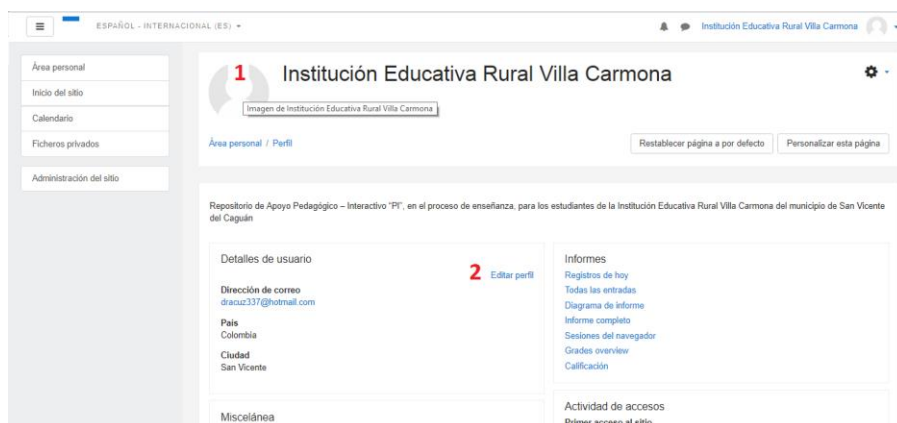 ESPAÑOL - INTERNACIONAL (ES)
Institución Educativa Rural Villa Carmona
Área personal
Inicio del sitio
Calendario
Ficheros privados
Administración del sitio
1
Institución Educativa Rural Villa Carmona
Imagen de Institución Educativa Rural Villa Carmona
Área personal / Perfil
Restablecer página a por defecto
Personalizar esta página
Repositorio de Apoyo Pedagógico – Interactivo "PI", en el proceso de enseñanza, para los estudiantes de la Institución Educativa Rural Villa Carmona del municipio de San Vicente
del Caguán
Detalles de usuario
2 Editar perfil
Dirección de correo
dracuz337@hotmail.com
País
Colombia
Ciudad
San Vicente
Miscelánea
Informes
Registros de hoy
Todas las entradas
Diagrama de informe
Informe completo
Sesiones del navegador
Grades overview
Calificación
Actividad de accesos
Primer acceso al sitio